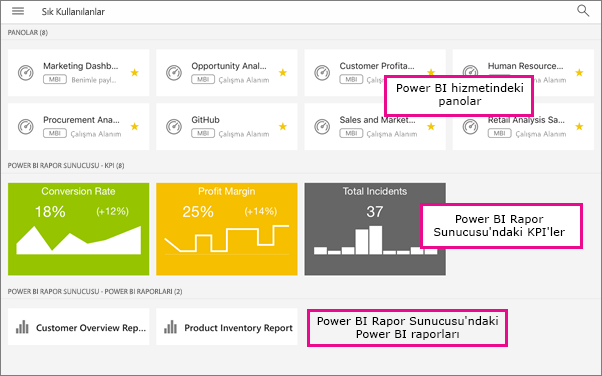 Sık Kullanılanlar
PANOLAR (8)
Marketing Dashb...
MBI Benimle payl...
Opportunity Anal...
MBI Çalışma Alanım
Customer Profita...
MBI Çalışma Alanım
Human Resource...
MBI Çalışma Alanım
Power BI hizmetindeki
panolar
Procurement Ana...
MBI Çalışma Alanım
GitHub
MBI Çalışma Alanım
Sales and Market...
MBI Çalışma Alanım
Retail Analysis Sa...
MBI Çalışma Alanım
POWER BI RAPOR SUNUCUSU - KPI (8)
Conversion Rate
18% (+12%)
Profit Margin
25% (+14%)
Total Incidents
37
Power BI Rapor
Sunucusu'ndaki KPI'ler
POWER BI RAPOR SUNUCUSU - POWER BI RAPORLARI (2)
Customer Overview Rep...
Product Inventory Report
Power BI Rapor Sunucusu'ndaki
Power BI raporları